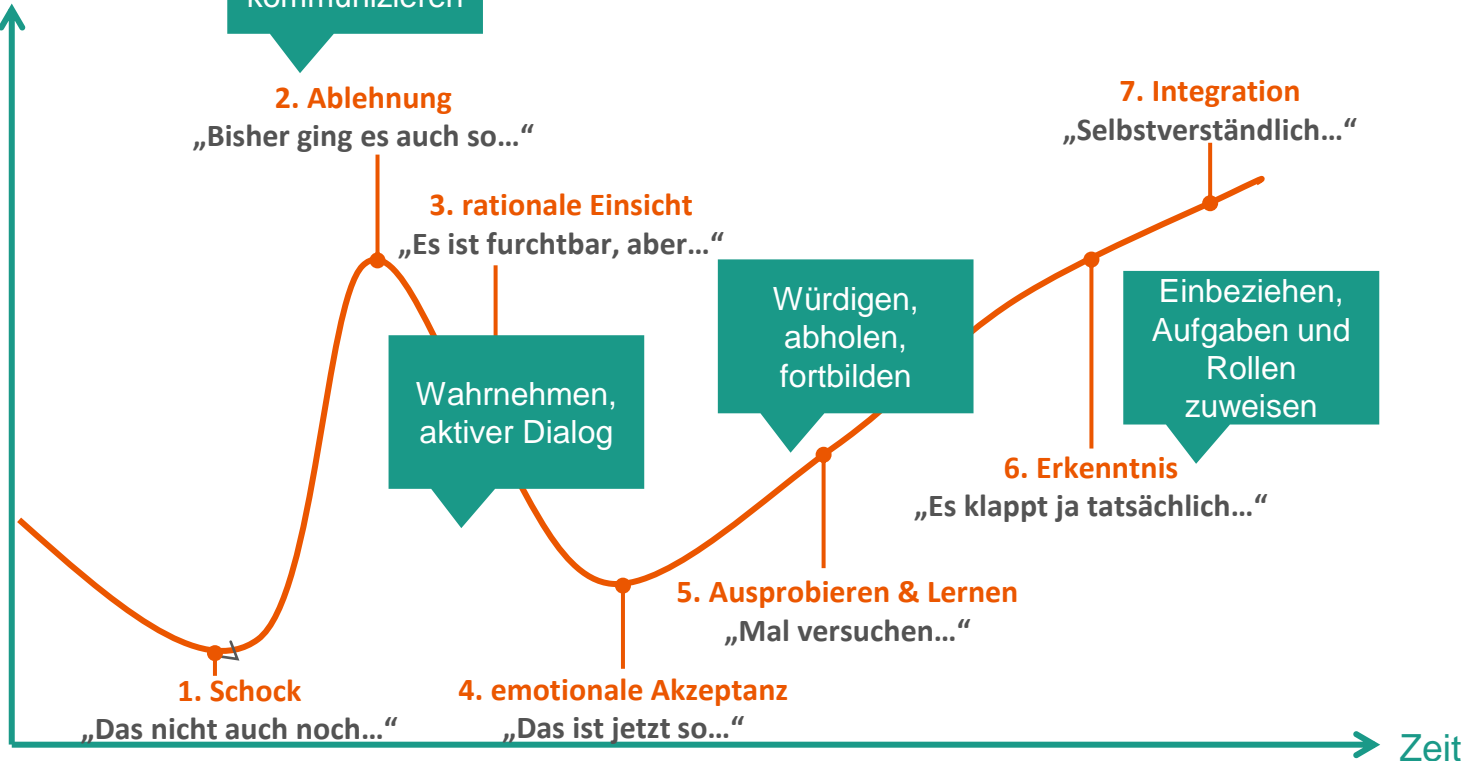 kommunizieren
2. Ablehnung
„Bisher ging es auch so…“
3. rationale Einsicht
„Es ist furchtbar, aber…“
7. Integration
„Selbstverständlich…“
Wahrnehmen,
aktiver Dialog
Würdigen,
abholen,
fortbilden
Einbeziehen,
Aufgaben und
Rollen
zuweisen
6. Erkenntnis
„Es klappt ja tatsächlich…“
5. Ausprobieren & Lernen
„Mal versuchen…“
1. Schock
„Das nicht auch noch…“
4. emotionale Akzeptanz
„Das ist jetzt so…“
Zeit